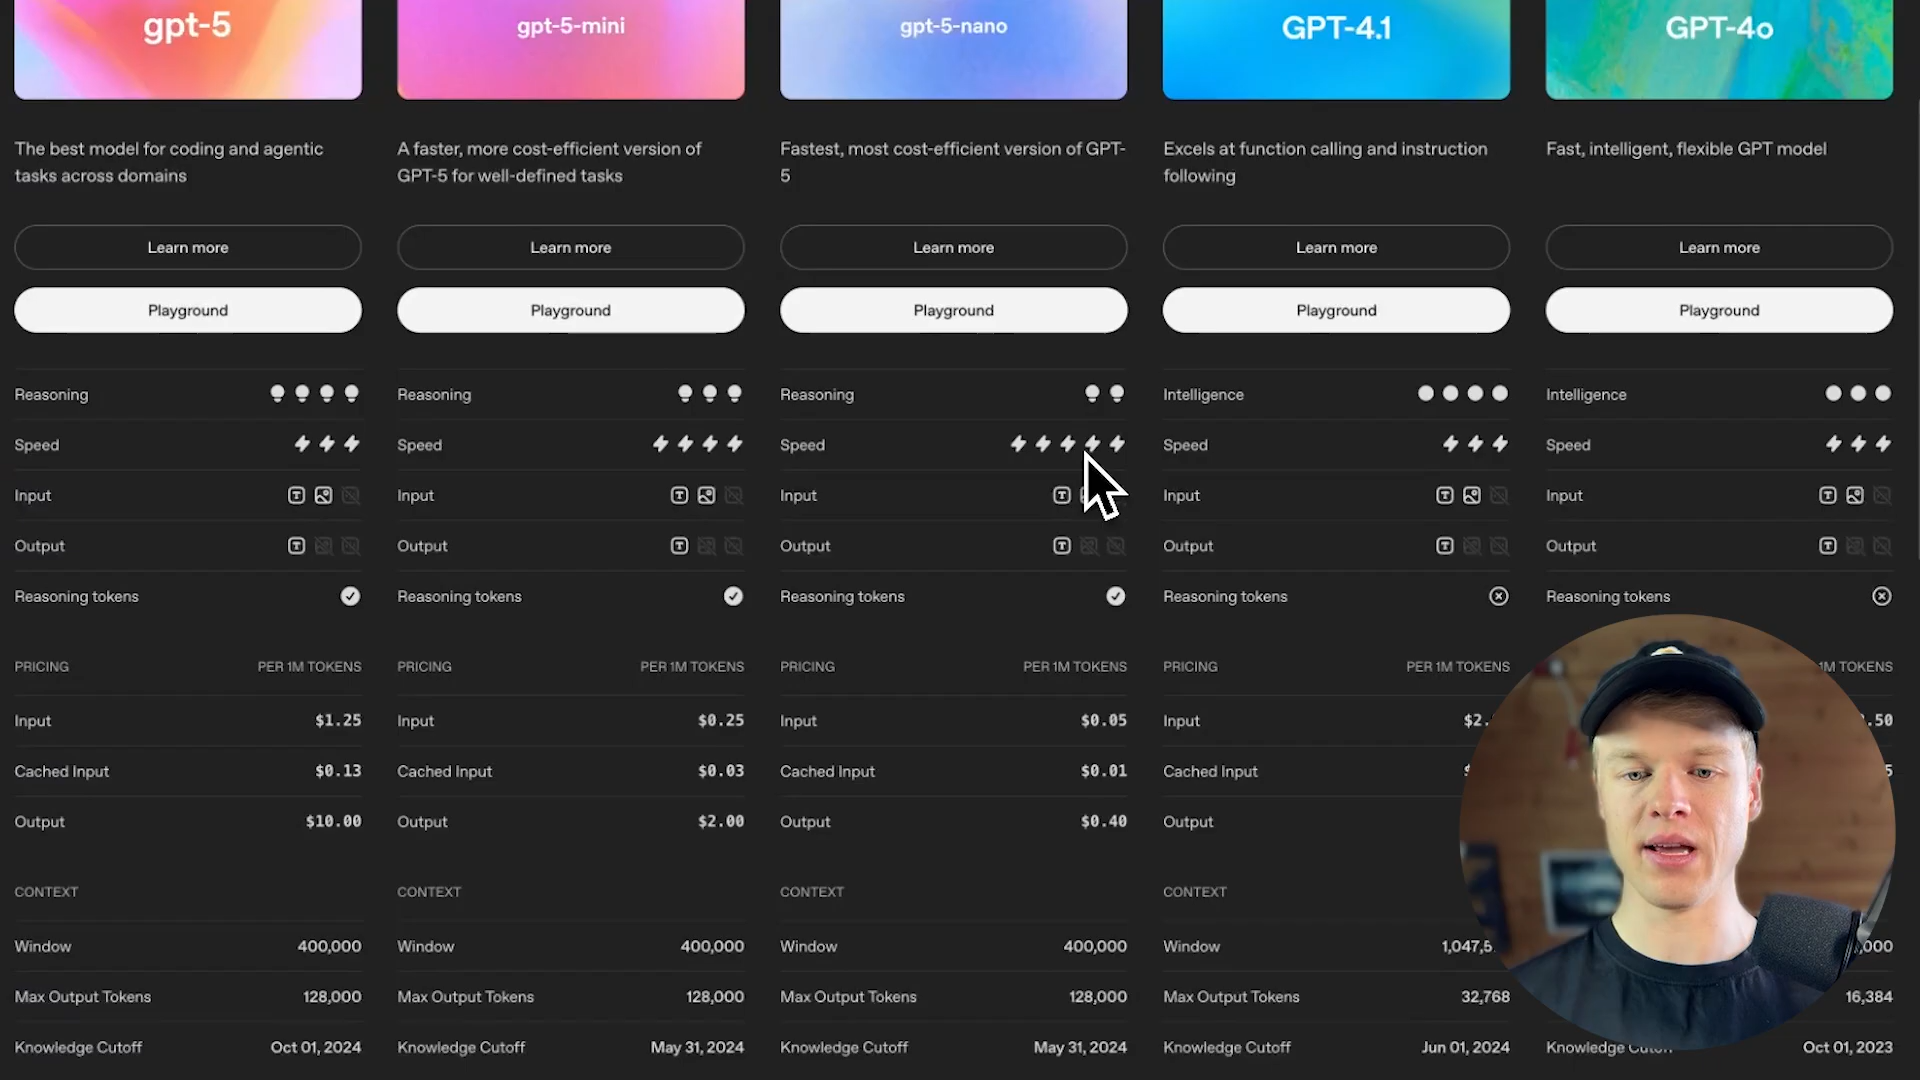 gpt-5
gpt-5-mini
gpt-5-nano
GPT-4.1
GPT-4o
The best model for coding and agentic
tasks across domains
A faster, more cost-efficient version of
GPT-5 for well-defined tasks
Fastest, most cost-efficient version of GPT-
5
Excels at function calling and instruction
following
Fast, intelligent, flexible GPT model
Learn more
Learn more
Learn more
Learn more
Learn more
Playground
Playground
Playground
Playground
Playground
Reasoning
Reasoning
Reasoning
Intelligence
Intelligence
Speed
Speed
Speed
Speed
Speed
Input
Input
Input
Input
Input
Output
Output
Output
Output
Output
Reasoning tokens
Reasoning tokens
Reasoning tokens
Reasoning tokens
Reasoning tokens
PRICING PER 1M TOKENS
PRICING PER 1M TOKENS
PRICING PER 1M TOKENS
PRICING PER 1M TOKENS
1M TOKENS
Input $1.25
Input $0.25
Input $0.05
Input $2.
.50
Cached Input $0.13
Cached Input $0.03
Cached Input $0.01
Cached Input $
5
Output $10.00
Output $2.00
Output $0.40
Output
CONTEXT
CONTEXT
CONTEXT
CONTEXT
Window 400,000
Window 400,000
Window 400,000
Window 1,047,5
,000
Max Output Tokens 128,000
Max Output Tokens 128,000
Max Output Tokens 128,000
Max Output Tokens 32,768
16,384
Knowledge Cutoff Oct 01, 2024
Knowledge Cutoff May 31, 2024
Knowledge Cutoff May 31, 2024
Knowledge Cutoff Jun 01, 2024
Knowledge Cutoff Oct 01, 2023